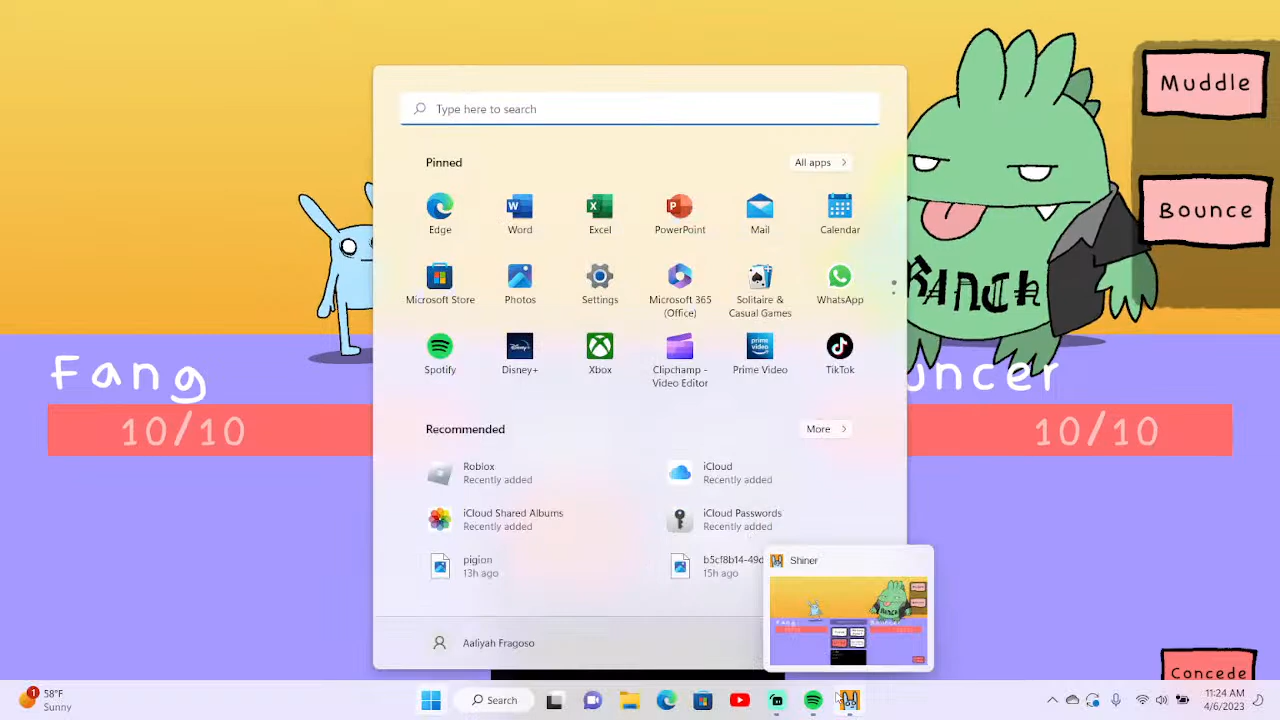 Muddle
Bounce
Type here to search
Pinned
All apps
Edge
Word
Excel
PowerPoint
Mail
Calendar
Microsoft Store
Photos
Settings
Microsoft 365
(Office)
Solitaire &
Casual Games
WhatsApp
Spotify
Disney+
Xbox
Clipchamp -
Video Editor
Prime Video
TikTok
RANCH
Fang
uncer
10/10
10/10
Recommended
More
Roblox
Recently added
iCloud
Recently added
iCloud Shared Albums
Recently added
iCloud Passwords
Recently added
pigion
13h ago
b5cf8b14-49d
15h ago
Shiner
Aaliyah Fragoso
Concede
1
58°F
Sunny
Search
11:24 AM
4/6/2023